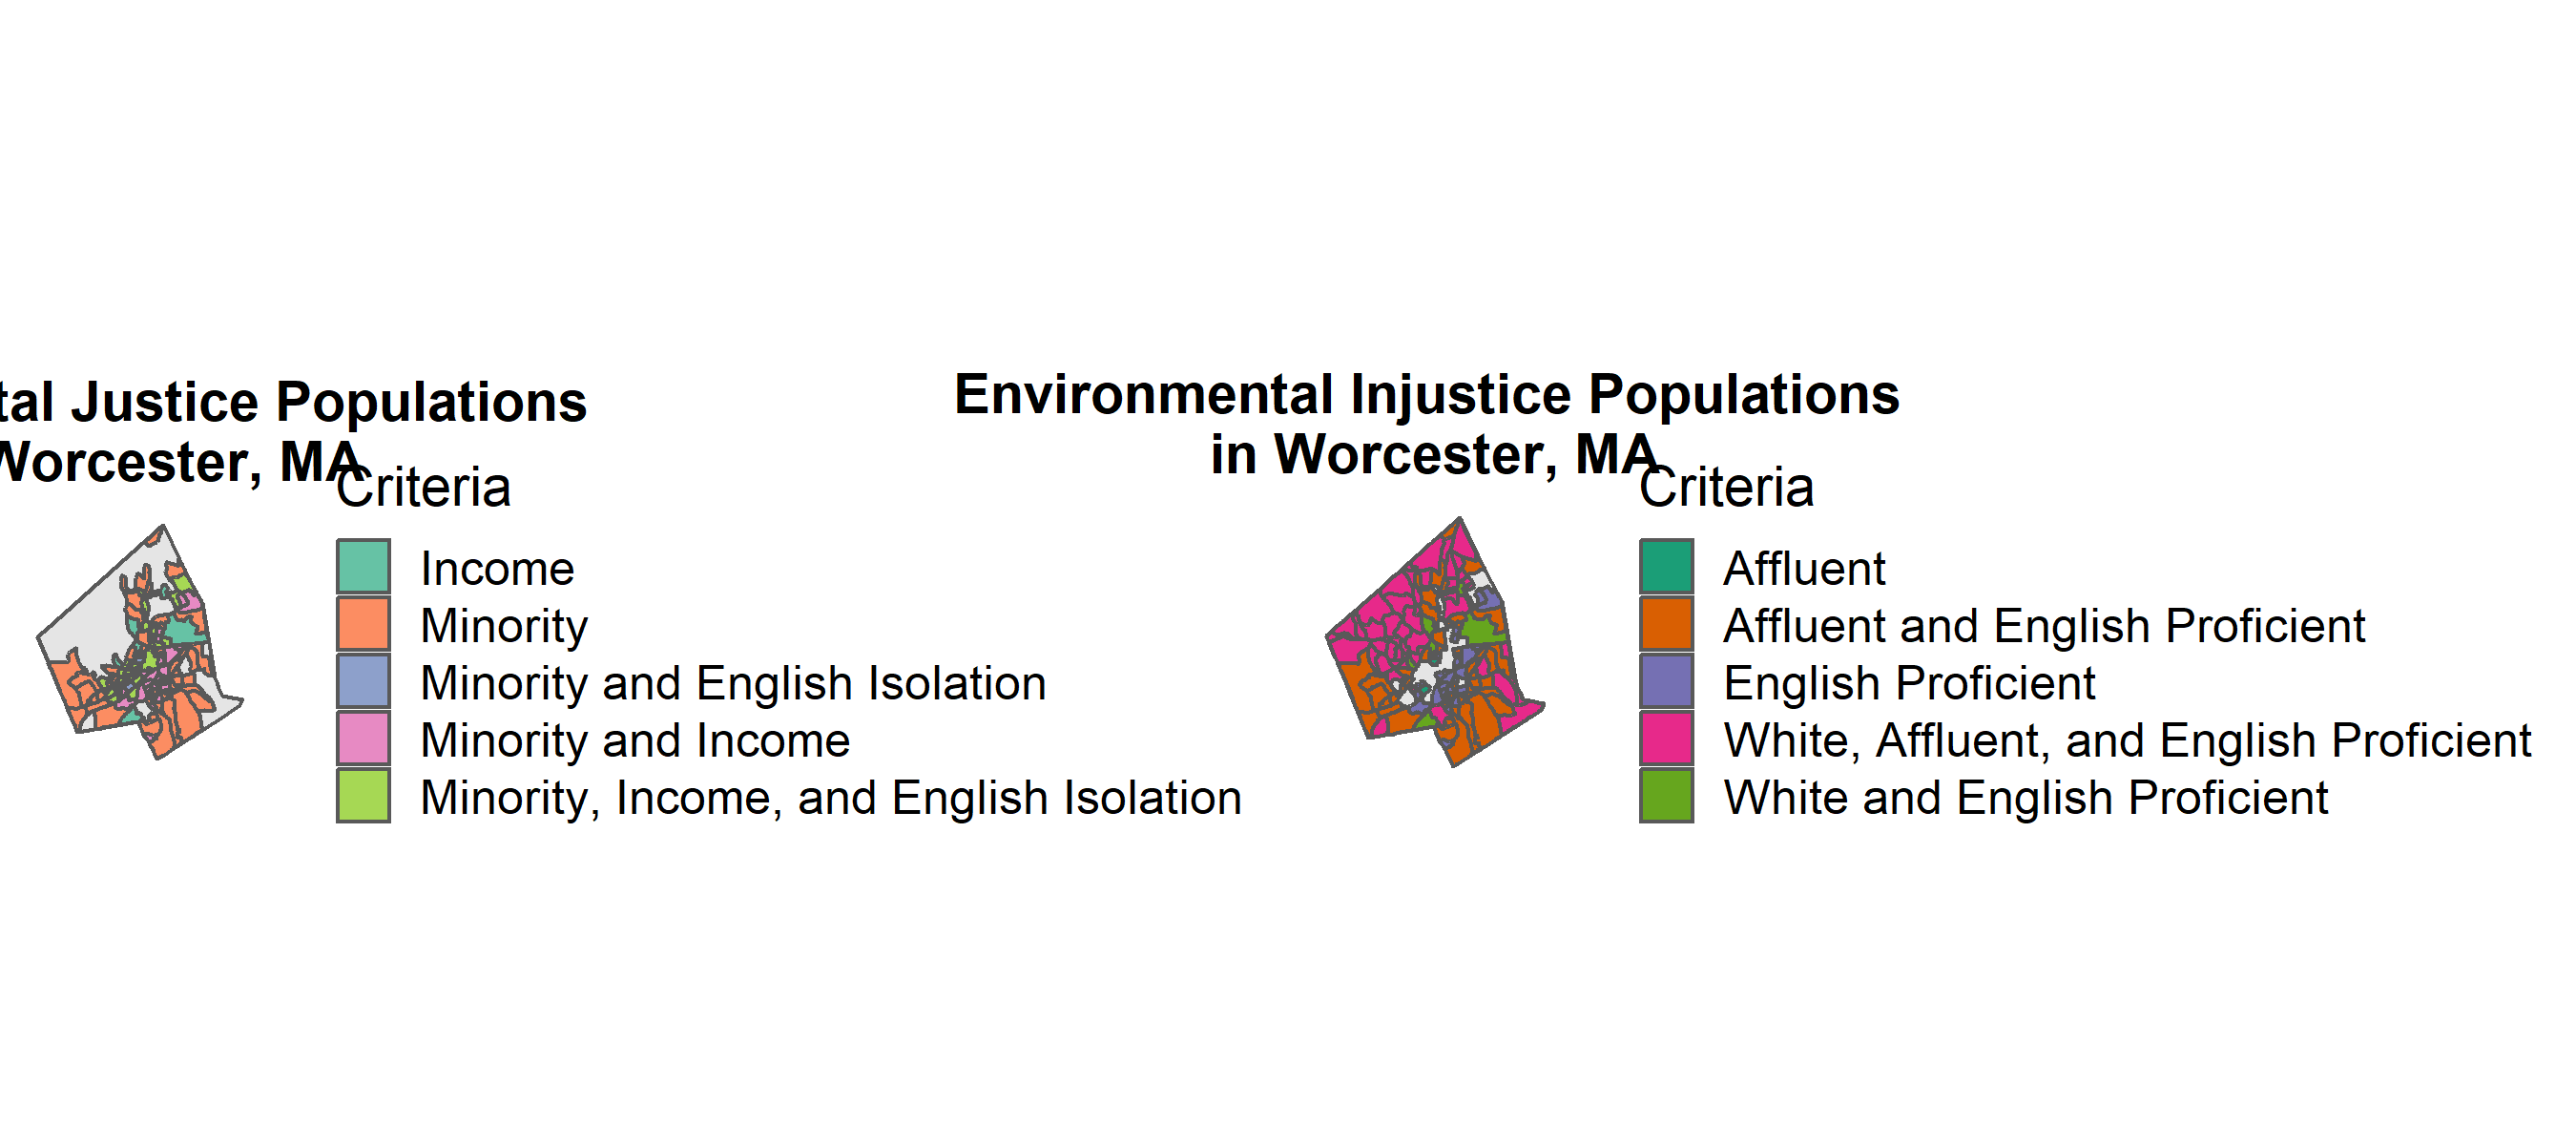 tal Justice Populations
Worcester, MA
Criteria
Income
Minority
Minority and English Isolation
Minority and Income
Minority, Income, and English Isolation
Environmental Injustice Populations
in Worcester, MA
Criteria
Affluent
Affluent and English Proficient
English Proficient
White, Affluent, and English Proficient
White and English Proficient